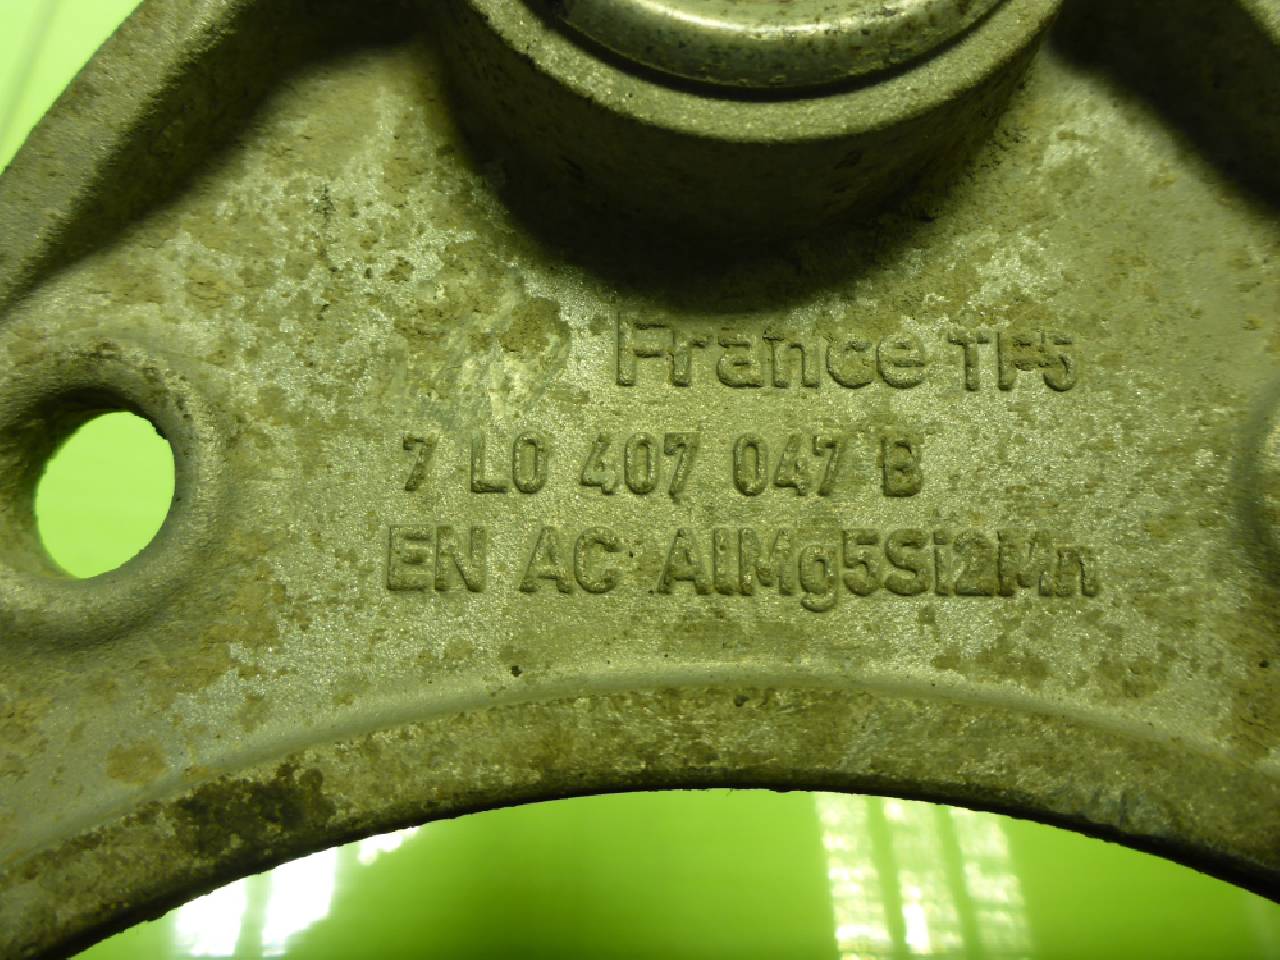 France TF5
7 L0 407 047 B
EN AC AlMg5Si2Mn